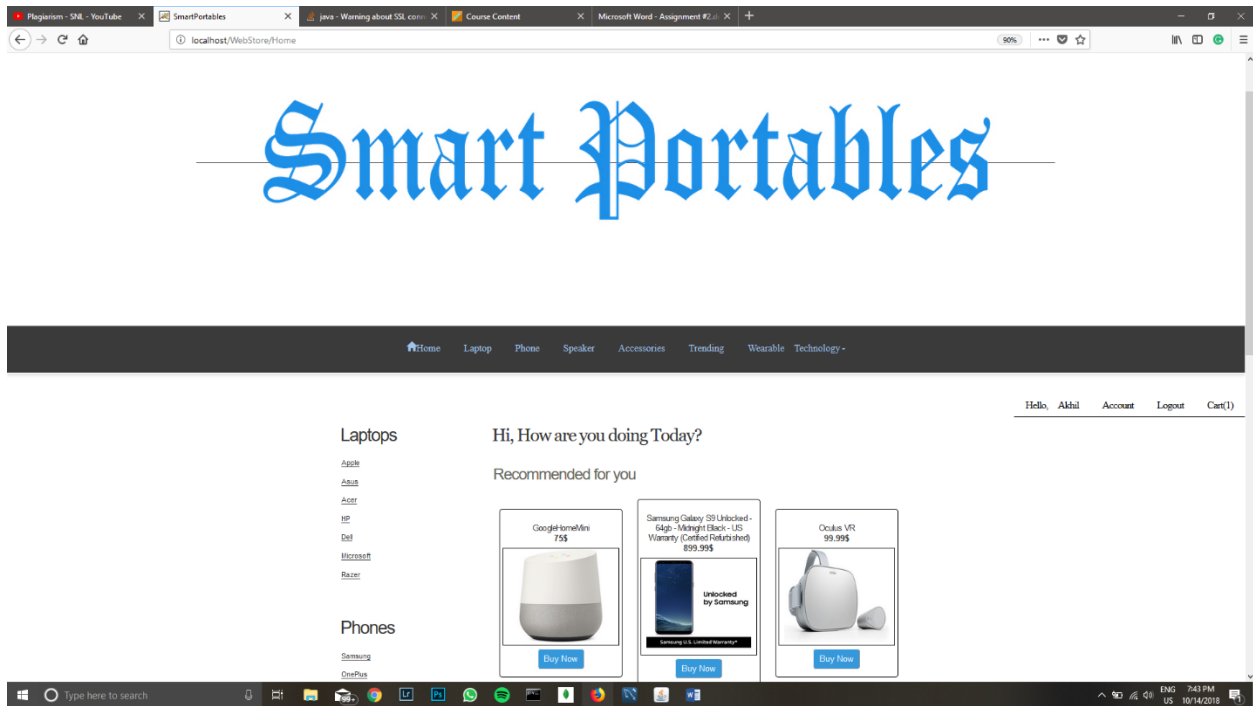 Plagiarism - SNL - YouTube
SmartPortables
java - Warning about SSL conn
Course Content
Microsoft Word - Assignment #2.
localhost/WebStore/Home
90%
Smart Portables
Home Laptop Phone Speaker Accessories Trending Wearable Technology
Hello, Akhil Account Logout Cart(1)
Laptops
Apple
Asus
Acer
HP
Dell
Microsoft
Razer
Phones
Samsung
OnePlus
Hi, How are you doing Today?
Recommended for you
GoogleHomeMini
75$
Buy Now
Samsung Galaxy S9 Unlocked -
64gb - Midnight Black - US
Warranty (Certified Refurbished)
899.99$
Unlocked
by Samsung
Samsung U.S. Limited Warranty*
Buy Now
Oculus VR
99.99$
Buy Now
Type here to search
99+
Lr
Ps
ENG
US
7:43 PM
10/14/2018